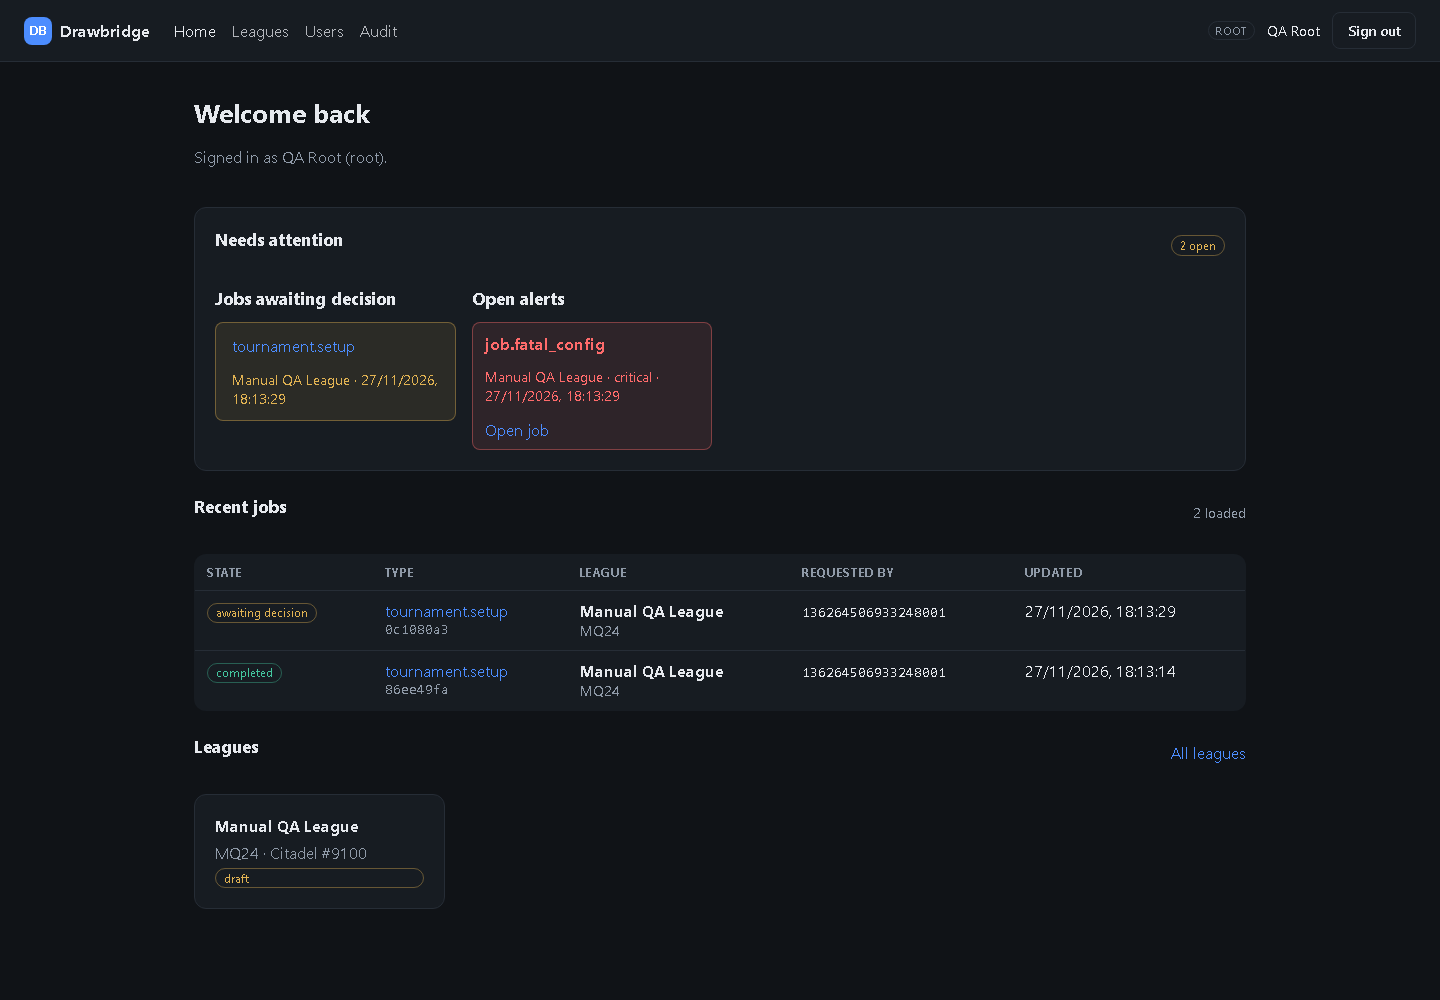 DB Drawbridge Home Leagues Users Audit ROOT QA Root Sign out
Welcome back
Signed in as QA Root (root).
Needs attention
2 open
Jobs awaiting decision
tournament.setup
Manual QA League · 27/11/2026,
18:13:29
Open alerts
job.fatal_config
Manual QA League · critical ·
27/11/2026, 18:13:29
Open job
Recent jobs
2 loaded
STATE TYPE LEAGUE REQUESTED BY UPDATED
awaiting decision tournament.setup Manual QA League 136264506933248001 27/11/2026, 18:13:29
0c1080a3 MQ24
completed tournament.setup Manual QA League 136264506933248001 27/11/2026, 18:13:14
86ee49fa MQ24
Leagues
All leagues
Manual QA League
MQ24 · Citadel #9100
draft